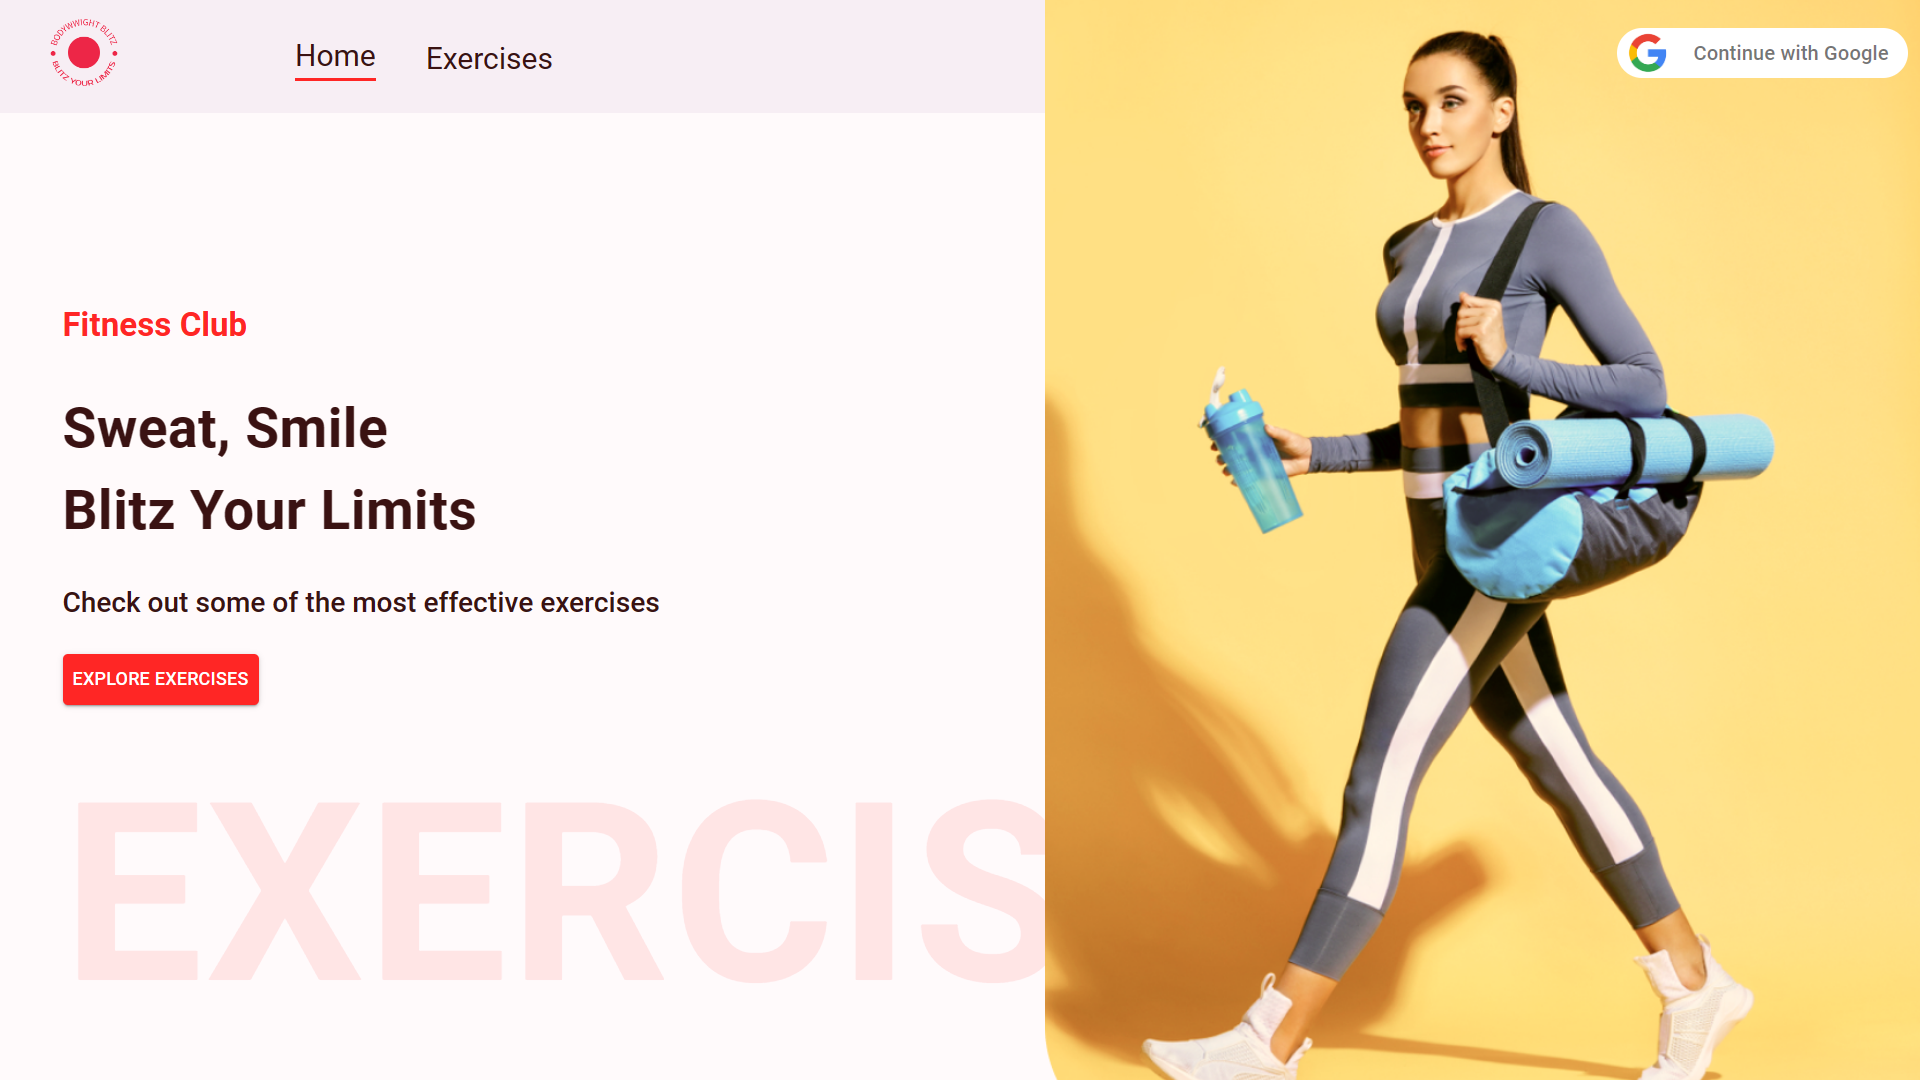 BODYWWIGHT BLITZ
BLITZ YOUR LIMITS
Home
Exercises
Continue with Google
Fitness Club
Sweat, Smile
Blitz Your Limits
Check out some of the most effective exercises
EXPLORE EXERCISES
EXERCIS